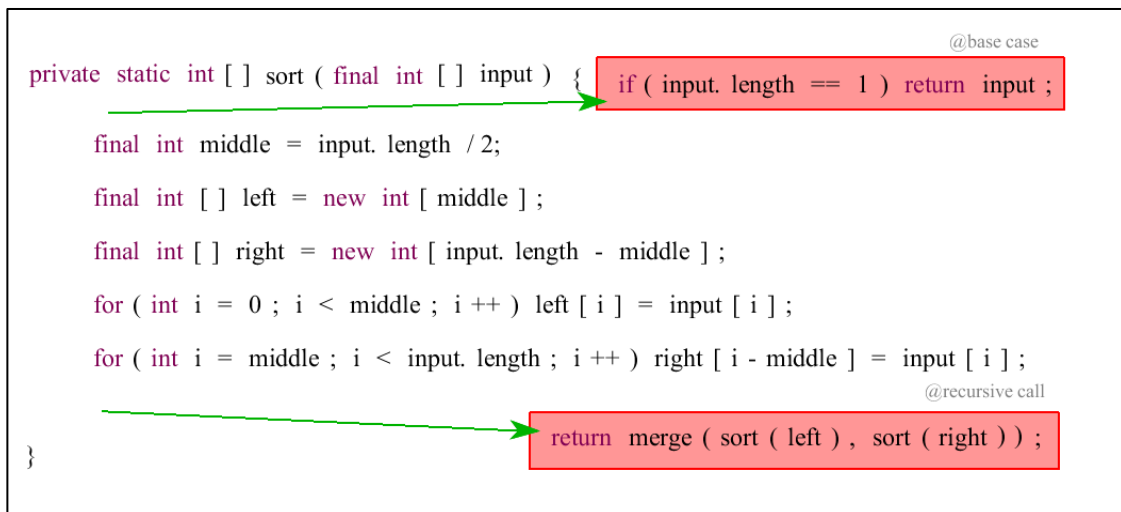 @base case
private static int [ ] sort ( final int [ ] input ) { if ( input. length == 1 ) return input ;
final int middle = input. length / 2;
final int [ ] left = new int [ middle ] ;
final int [ ] right = new int [ input. length - middle ] ;
for ( int i = 0 ; i < middle ; i ++ ) left [ i ] = input [ i ] ;
for ( int i = middle ; i < input. length ; i ++ ) right [ i - middle ] = input [ i ] ;
@recursive call
return merge ( sort ( left ) , sort ( right ) ) ;
}